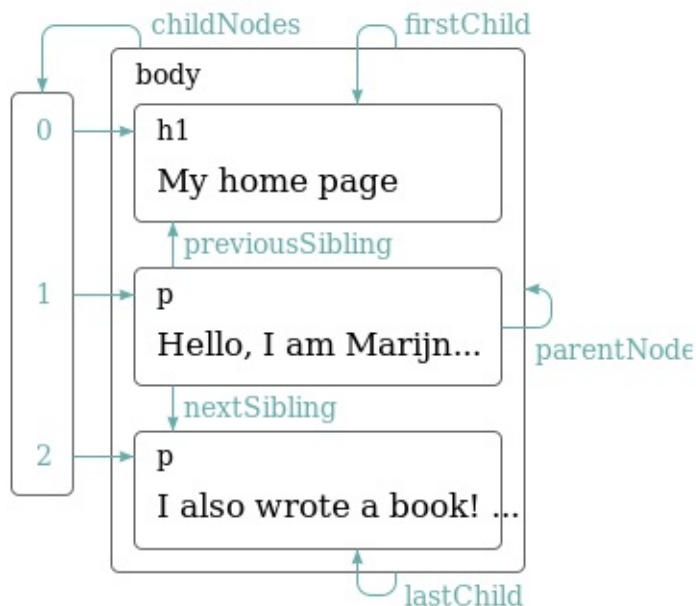 childNodes
firstChild
body
0
h1
My home page
previousSibling
1
p
Hello, I am Marijn...
parentNode
nextSibling
2
p
I also wrote a book! ...
lastChild